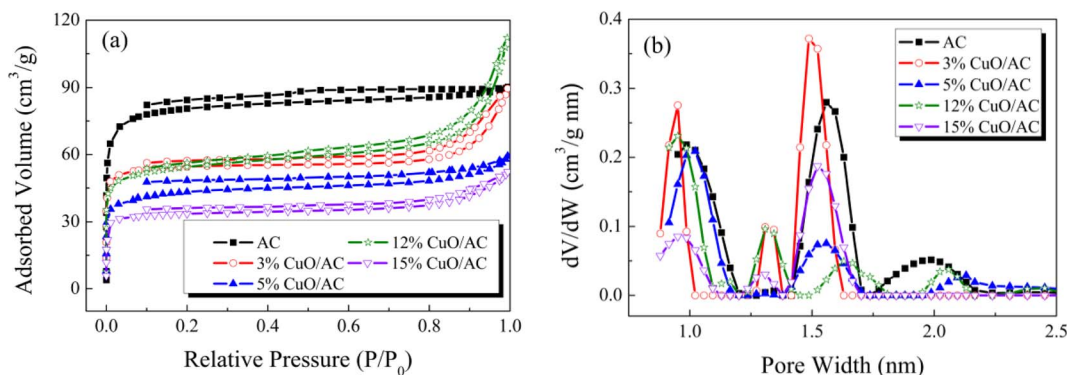 (a)
Adsorbed Volume (cm³/g)
120
90
60
30
0
AC
3% CuO/AC
5% CuO/AC
12% CuO/AC
15% CuO/AC
0.0 0.2 0.4 0.6 0.8 1.0
Relative Pressure (P/P₀)
(b)
dV/dW (cm³/g nm)
0.4
0.3
0.2
0.1
0.0
AC
3% CuO/AC
5% CuO/AC
12% CuO/AC
15% CuO/AC
1.0 1.5 2.0 2.5
Pore Width (nm)